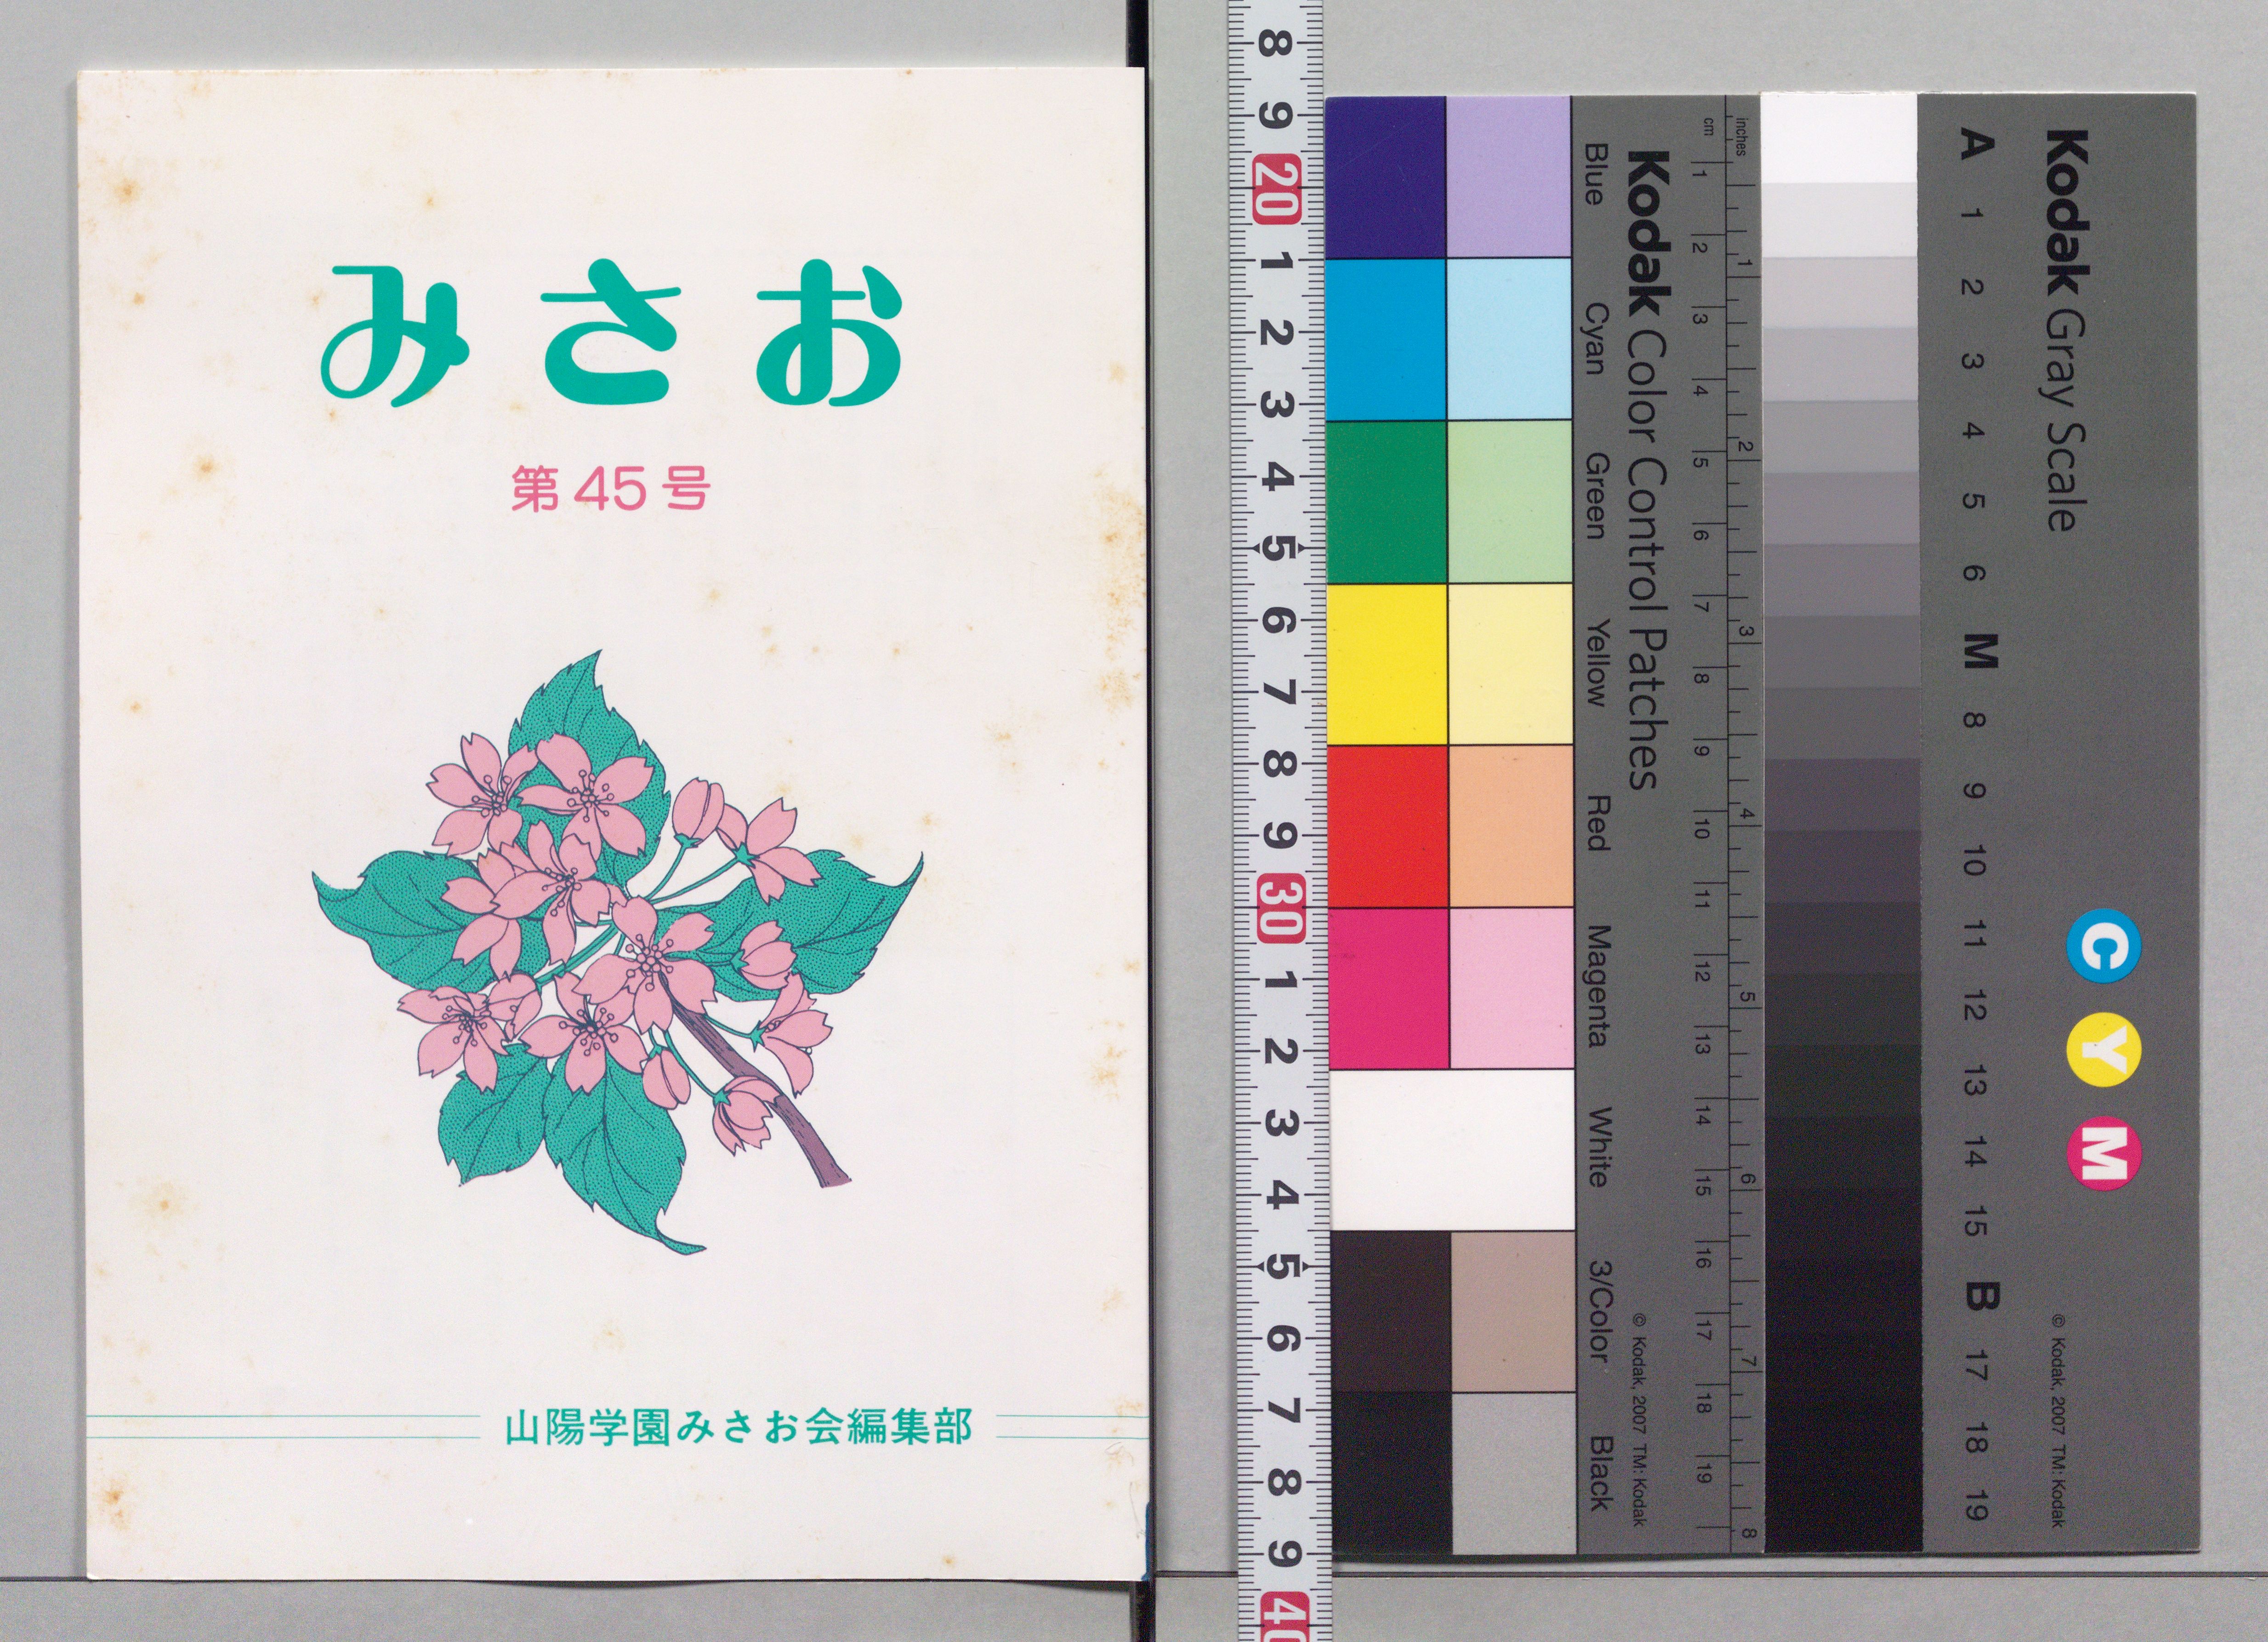 みさお
第45号
山陽学園みさお会編集部
8 9 20 1 2 3 4 5 6 7 8 9 30 1 2 3 4 5 6 7 8 9 40
Blue Cyan Green Yellow Red Magenta White 3/Color Black
Kodak Color Control Patches
© Kodak, 2007 TM: Kodak
cm 1 2 3 4 5 6 7 8 9 10 11 12 13 14 15 16 17 18 19
inches 1 2 3 4 5 6 7 8
A 1 2 3 4 5 6 M 8 9 10 11 12 13 14 15 B 17 18 19
Kodak Gray Scale
C Y M
© Kodak, 2007 TM: Kodak